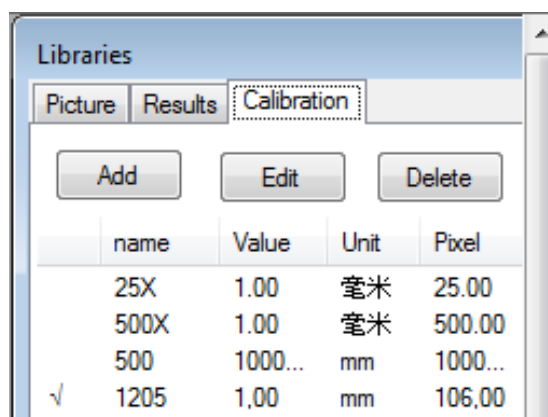 Libraries
Picture Results Calibration
Add Edit Delete
name Value Unit Pixel
25X 1.00 毫米 25.00
500X 1.00 毫米 500.00
500 1000... mm 1000...
√ 1205 1,00 mm 106,00